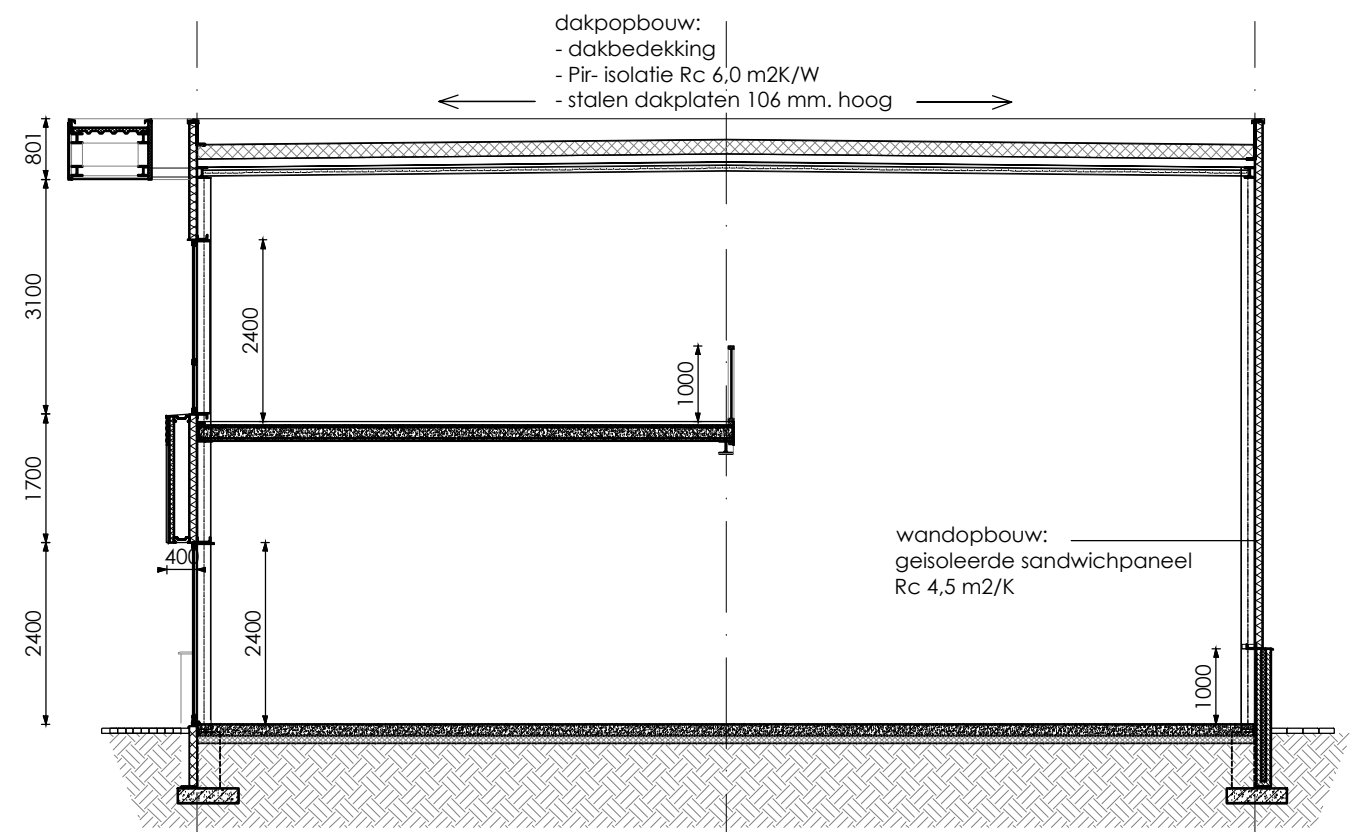 dakpopbouw:
- dakbedekking
- Pir- isolatie Rc 6,0 m2K/W
- stalen dakplaten 106 mm. hoog
801
3100
2400
1000
1700
wandopbouw:
geisoleerde sandwichpaneel
Rc 4,5 m2/K
400
2400
2400
1000